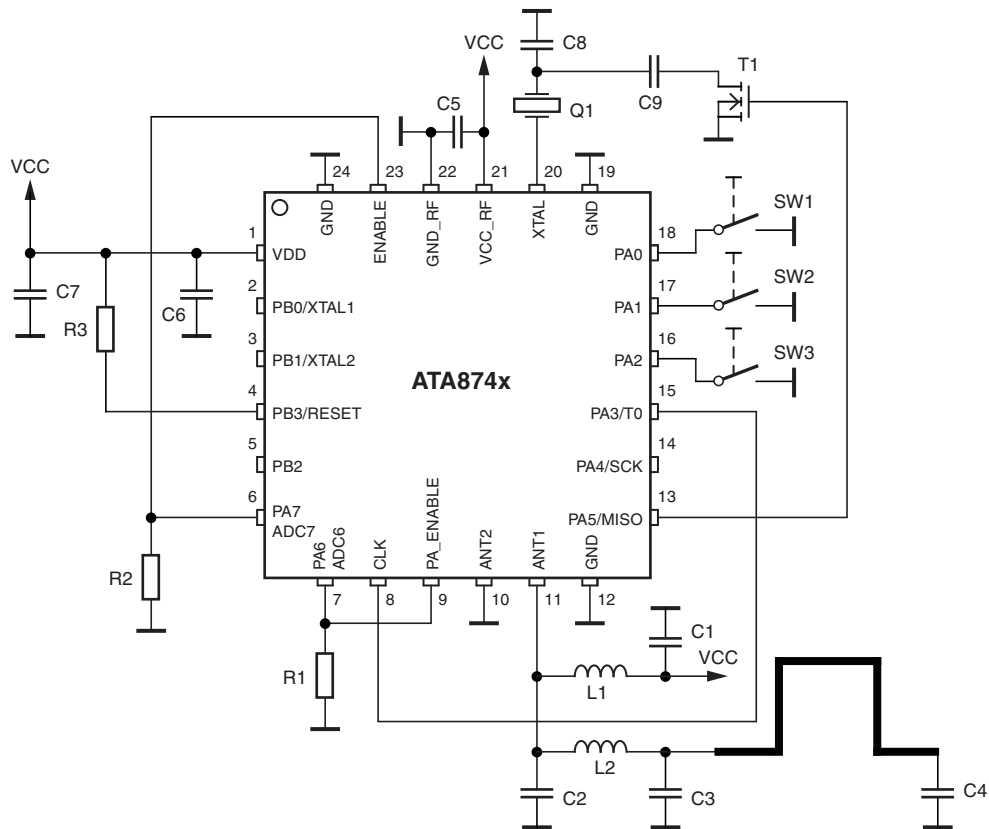 C8
VCC
T1
C5
C9
Q1
VCC
24
23
22
21
20
19
GND
ENABLE
GND_RF
VCC_RF
XTAL
GND
SW1
1
VDD
18
PA0
C7
C6
R3
2
PB0/XTAL1
17
PA1
SW2
3
PB1/XTAL2
16
PA2
SW3
ATA874x
4
PB3/RESET
15
PA3/T0
5
PB2
14
PA4/SCK
6
PA7
ADC7
13
PA5/MISO
PA6
ADC6
CLK
PA_ENABLE
ANT2
ANT1
GND
R2
7
8
9
10
11
12
R1
C1
VCC
L1
L2
C2
C3
C4